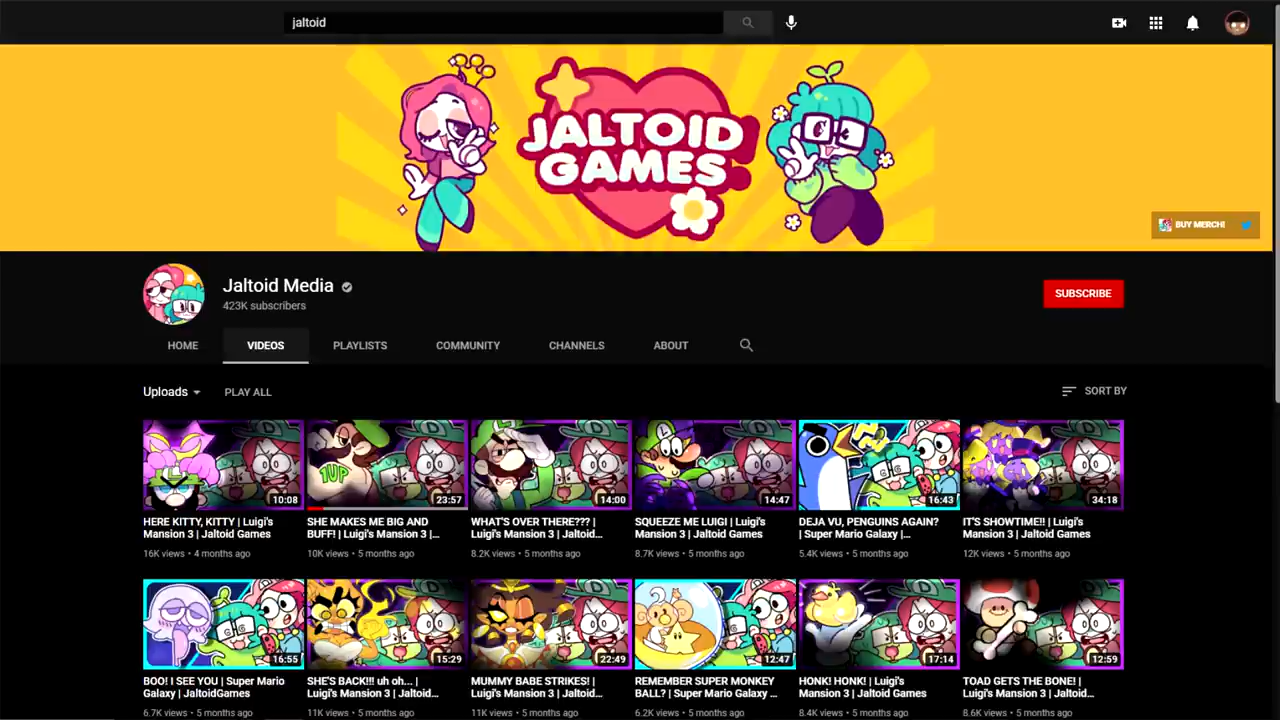 jaltoid
JALTOID
GAMES
BUY MERCH!
Jaltoid Media
423K subscribers
SUBSCRIBE
HOME
VIDEOS
PLAYLISTS
COMMUNITY
CHANNELS
ABOUT
Uploads
PLAY ALL
SORT BY
1UP
10:08
23:57
14:00
14:47
16:43
34:18
HERE KITTY, KITTY | Luigi's
Mansion 3 | Jaltoid Games
16K views • 4 months ago
SHE MAKES ME BIG AND
BUFF! | Luigi's Mansion 3 |...
10K views • 5 months ago
WHAT'S OVER THERE??? |
Luigi's Mansion 3 | Jaltoid...
8.2K views • 5 months ago
SQUEEZE ME LUIGI | Luigi's
Mansion 3 | Jaltoid Games
8.7K views • 5 months ago
DEJA VU, PENGUINS AGAIN?
| Super Mario Galaxy |...
5.4K views • 5 months ago
IT'S SHOWTIME!! | Luigi's
Mansion 3 | Jaltoid Games
12K views • 5 months ago
16:55
15:29
22:49
12:47
17:14
12:59
BOO! I SEE YOU | Super Mario
Galaxy | JaltoidGames
6.7K views • 5 months ago
SHE'S BACK!!! uh oh... |
Luigi's Mansion 3 | Jaltoid...
11K views • 5 months ago
MUMMY BABE STRIKES! |
Luigi's Mansion 3 | Jaltoid...
11K views • 5 months ago
REMEMBER SUPER MONKEY
BALL? | Super Mario Galaxy ...
6.2K views • 5 months ago
HONK! HONK! | Luigi's
Mansion 3 | Jaltoid Games
8.4K views • 5 months ago
TOAD GETS THE BONE! |
Luigi's Mansion 3 | Jaltoid...
8.6K views • 5 months ago